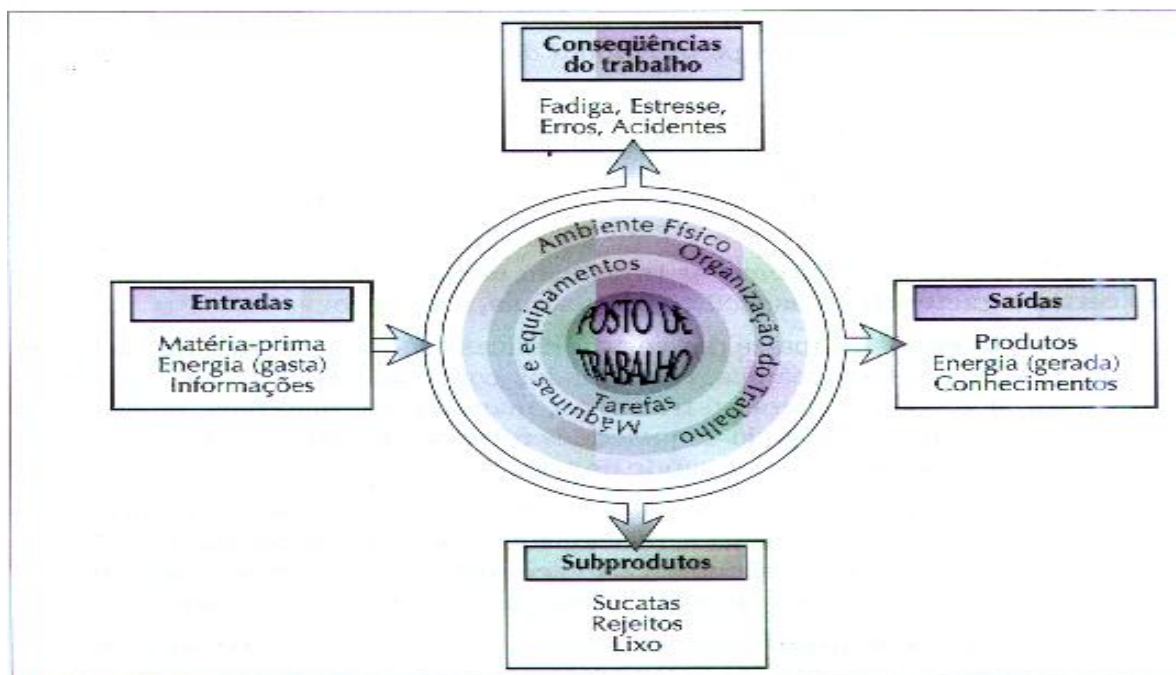 Conseqüências
do trabalho
Fadiga, Estresse,
Erros, Acidentes
Entradas
Matéria-prima
Energia (gasta)
Informações
Ambiente Físico
Organização do Trabalho
Máquinas e equipamentos
POSTO DE
TRABALHO
Tarefas
Saídas
Produtos
Energia (gerada)
Conhecimentos
Subprodutos
Sucatas
Rejeitos
Lixo